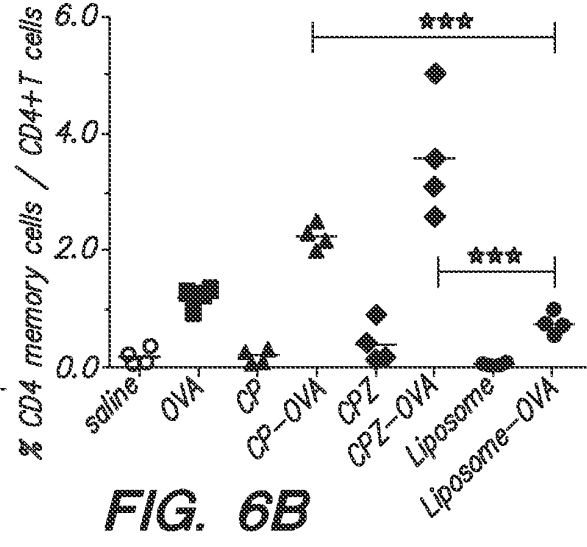 % CD4 memory cells / CD4+T cells
6.0
☆☆☆
4.0
2.0
☆☆☆
0.0
saline
OVA
CP
CP-OVA
CPZ
CPZ-OVA
Liposome
Liposome-OVA
FIG. 6B